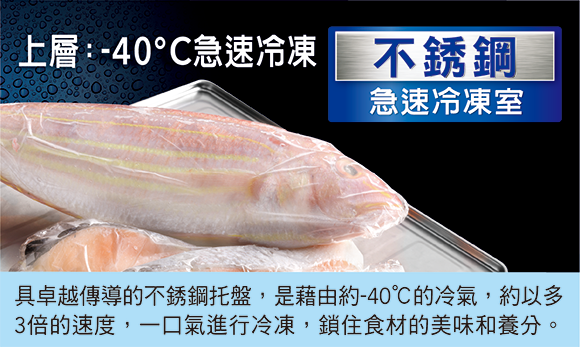 上層：-40°C急速冷凍
不銹鋼
急速冷凍室
具卓越傳導的不銹鋼托盤，是藉由約-40℃的冷氣，約以多
3倍的速度，一口氣進行冷凍，鎖住食材的美味和養分。